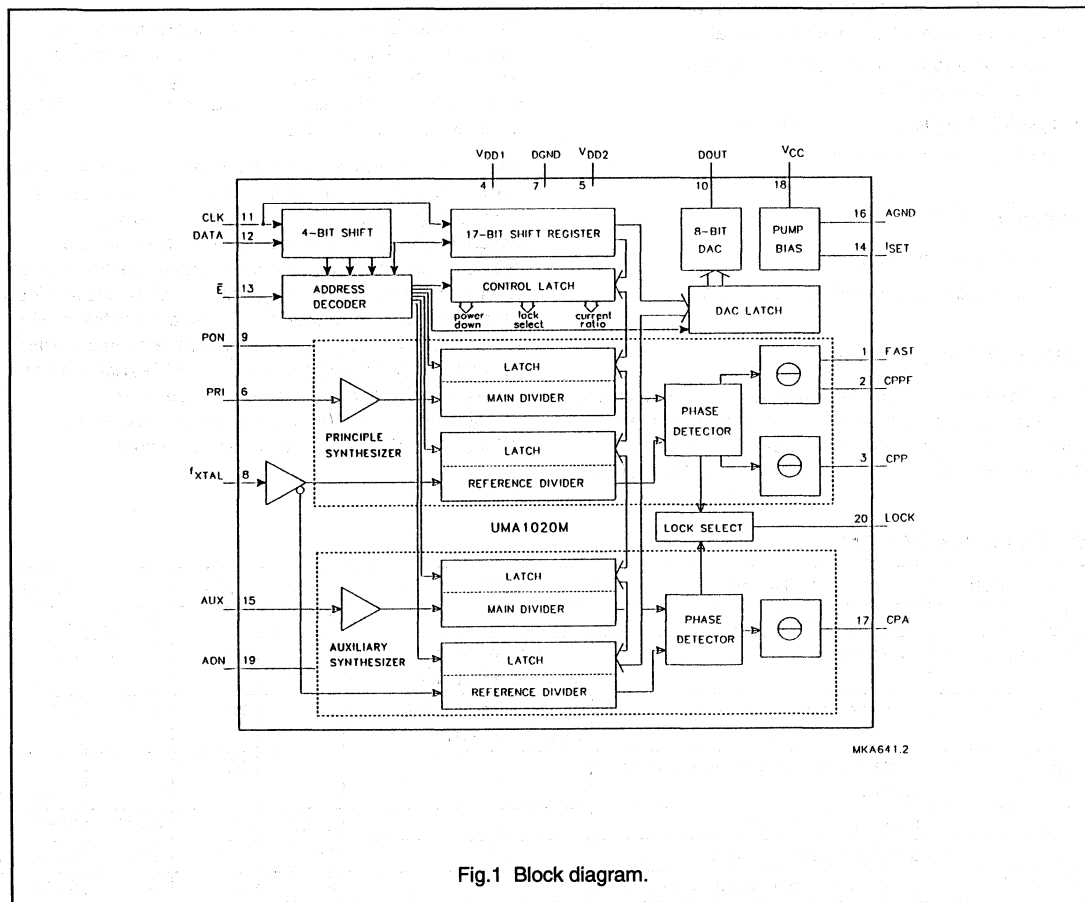 VDD1 DGND VDD2 DOUT VCC
4 7 5 10 18
CLK 11
DATA 12
4-BIT SHIFT
17-BIT SHIFT REGISTER
8-BIT
DAC
PUMP
BIAS
16 AGND
14 ISET
Ē 13
ADDRESS
DECODER
CONTROL LATCH
power
down
lock
select
current
ratio
DAC LATCH
PON 9
PRI 6
PRINCIPLE
SYNTHESIZER
LATCH
MAIN DIVIDER
LATCH
REFERENCE DIVIDER
PHASE
DETECTOR
1 FAST
2 CPPF
3 CPP
fXTAL 8
UMA1020M
LOCK SELECT
20 LOCK
AUX 15
AUXILIARY
SYNTHESIZER
AON 19
LATCH
MAIN DIVIDER
LATCH
REFERENCE DIVIDER
PHASE
DETECTOR
17 CPA
MKA641.2
Fig.1 Block diagram.